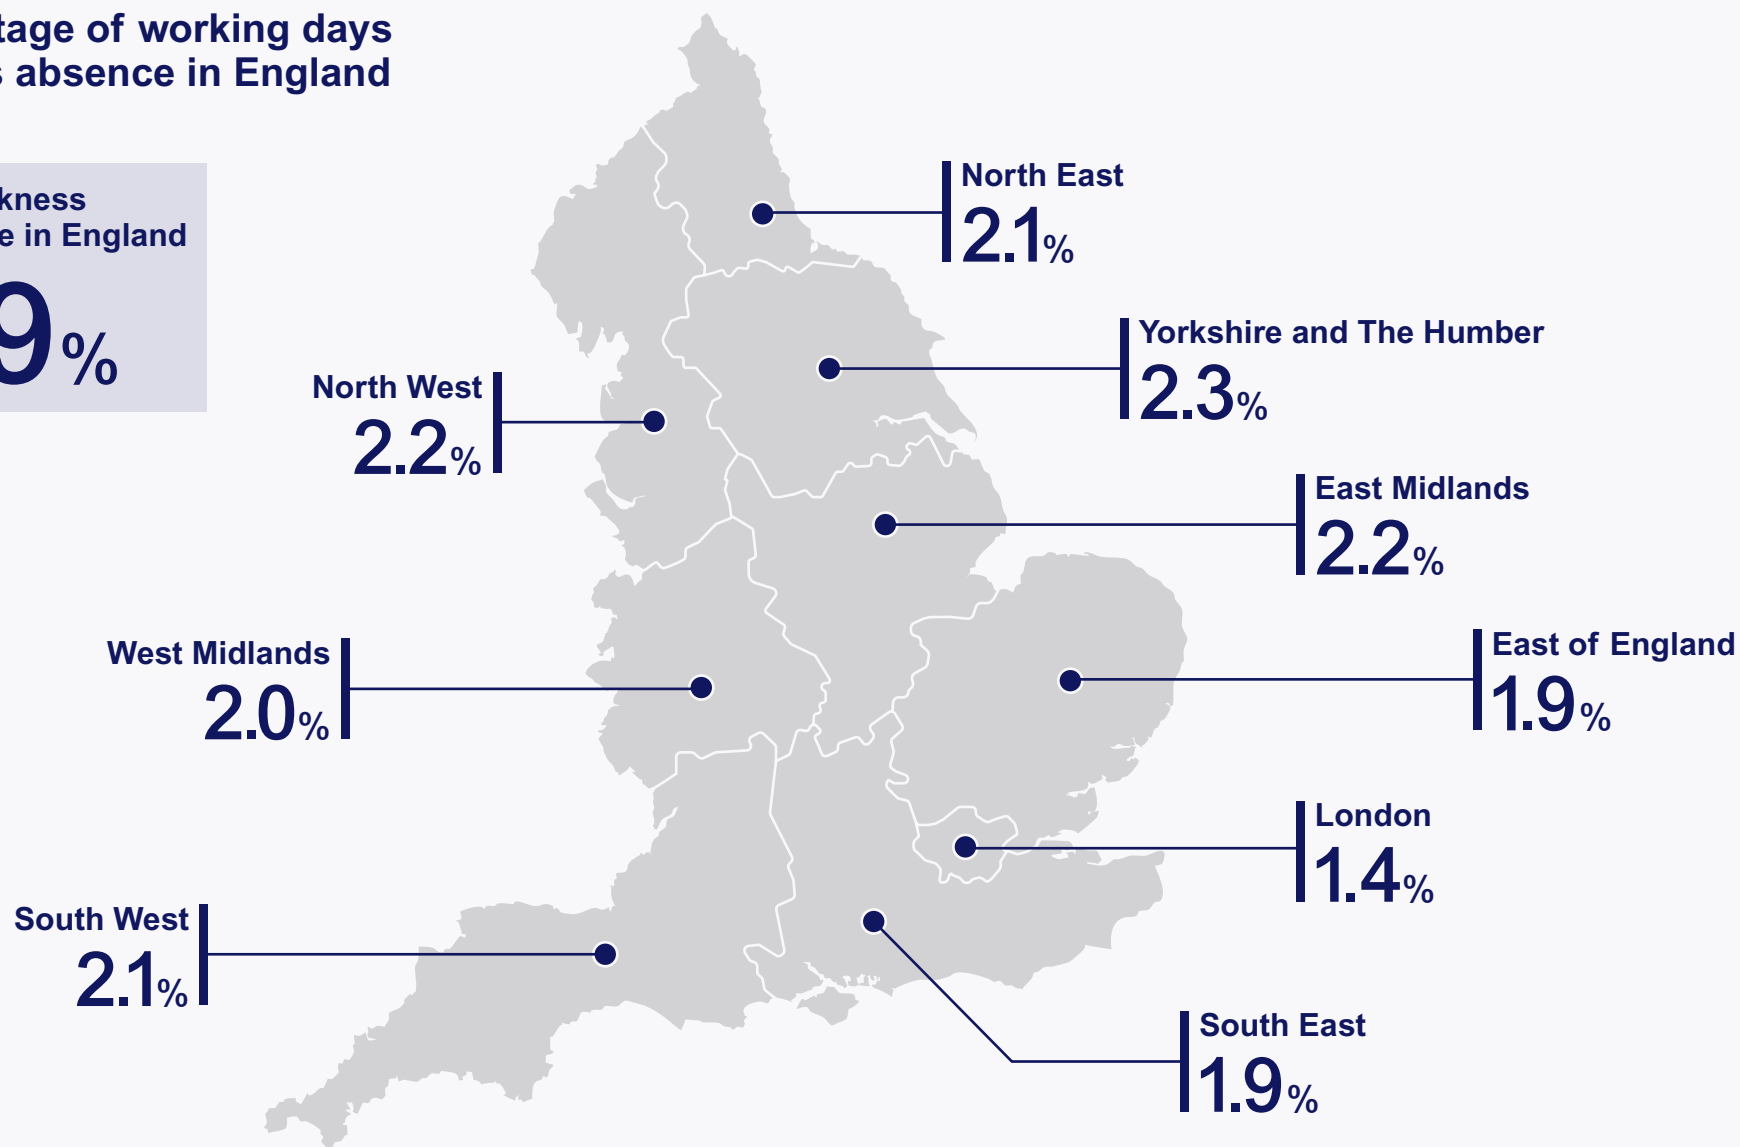 tage of working days
s absence in England
kness
e in England
9%
North East
2.1%
Yorkshire and The Humber
2.3%
North West
2.2%
East Midlands
2.2%
East of England
1.9%
West Midlands
2.0%
London
1.4%
South West
2.1%
South East
1.9%